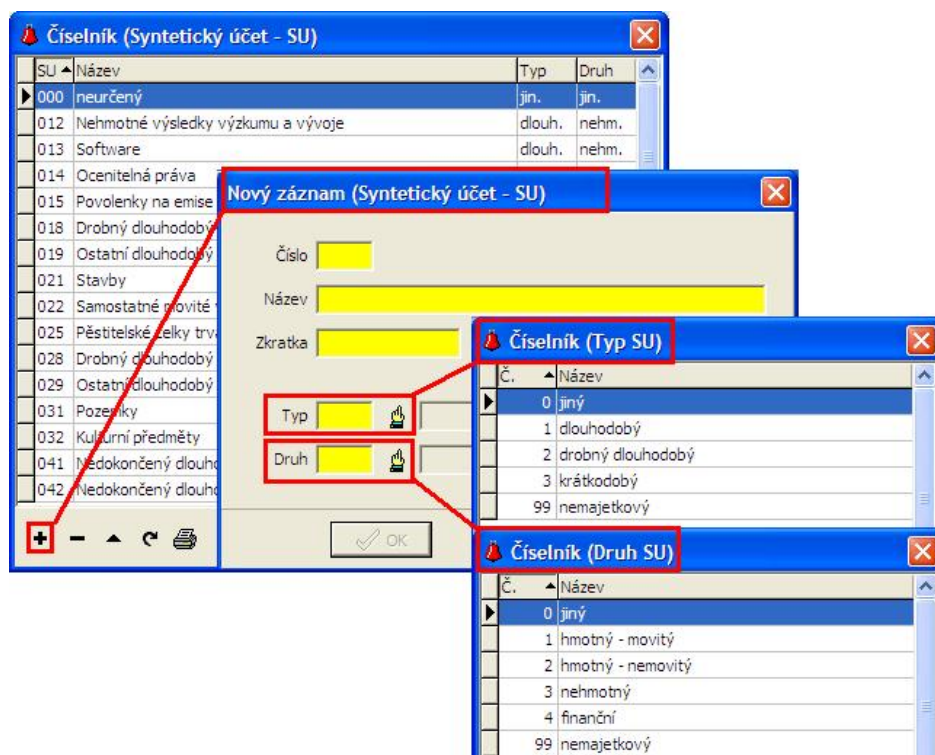 Číselník (Syntetický účet - SU)
SU Název Typ Druh
000 neurčený jin. jin.
012 Nehmotné výsledky výzkumu a vývoje dlouh. nehm.
013 Software dlouh. nehm.
014 Ocenitelná práva
015 Povolenky na emise
018 Drobný dlouhodobý
019 Ostatní dlouhodobý
021 Stavby
022 Samostatné movité
025 Pěstitelské celky
028 Drobný dlouhodobý
029 Ostatní dlouhodobý
031 Pozemky
032 Kulturní předměty
041 Nedokončený
042 Nedokončený
Nový záznam (Syntetický účet - SU)
Číslo
Název
Zkratka
Typ
Druh
OK
Číselník (Typ SU)
Č. Název
0 jiný
1 dlouhodobý
2 drobný dlouhodobý
3 krátkodobý
99 nemajetkový
Číselník (Druh SU)
Č. Název
0 jiný
1 hmotný - movitý
2 hmotný - nemovitý
3 nehmotný
4 finanční
99 nemajetkový